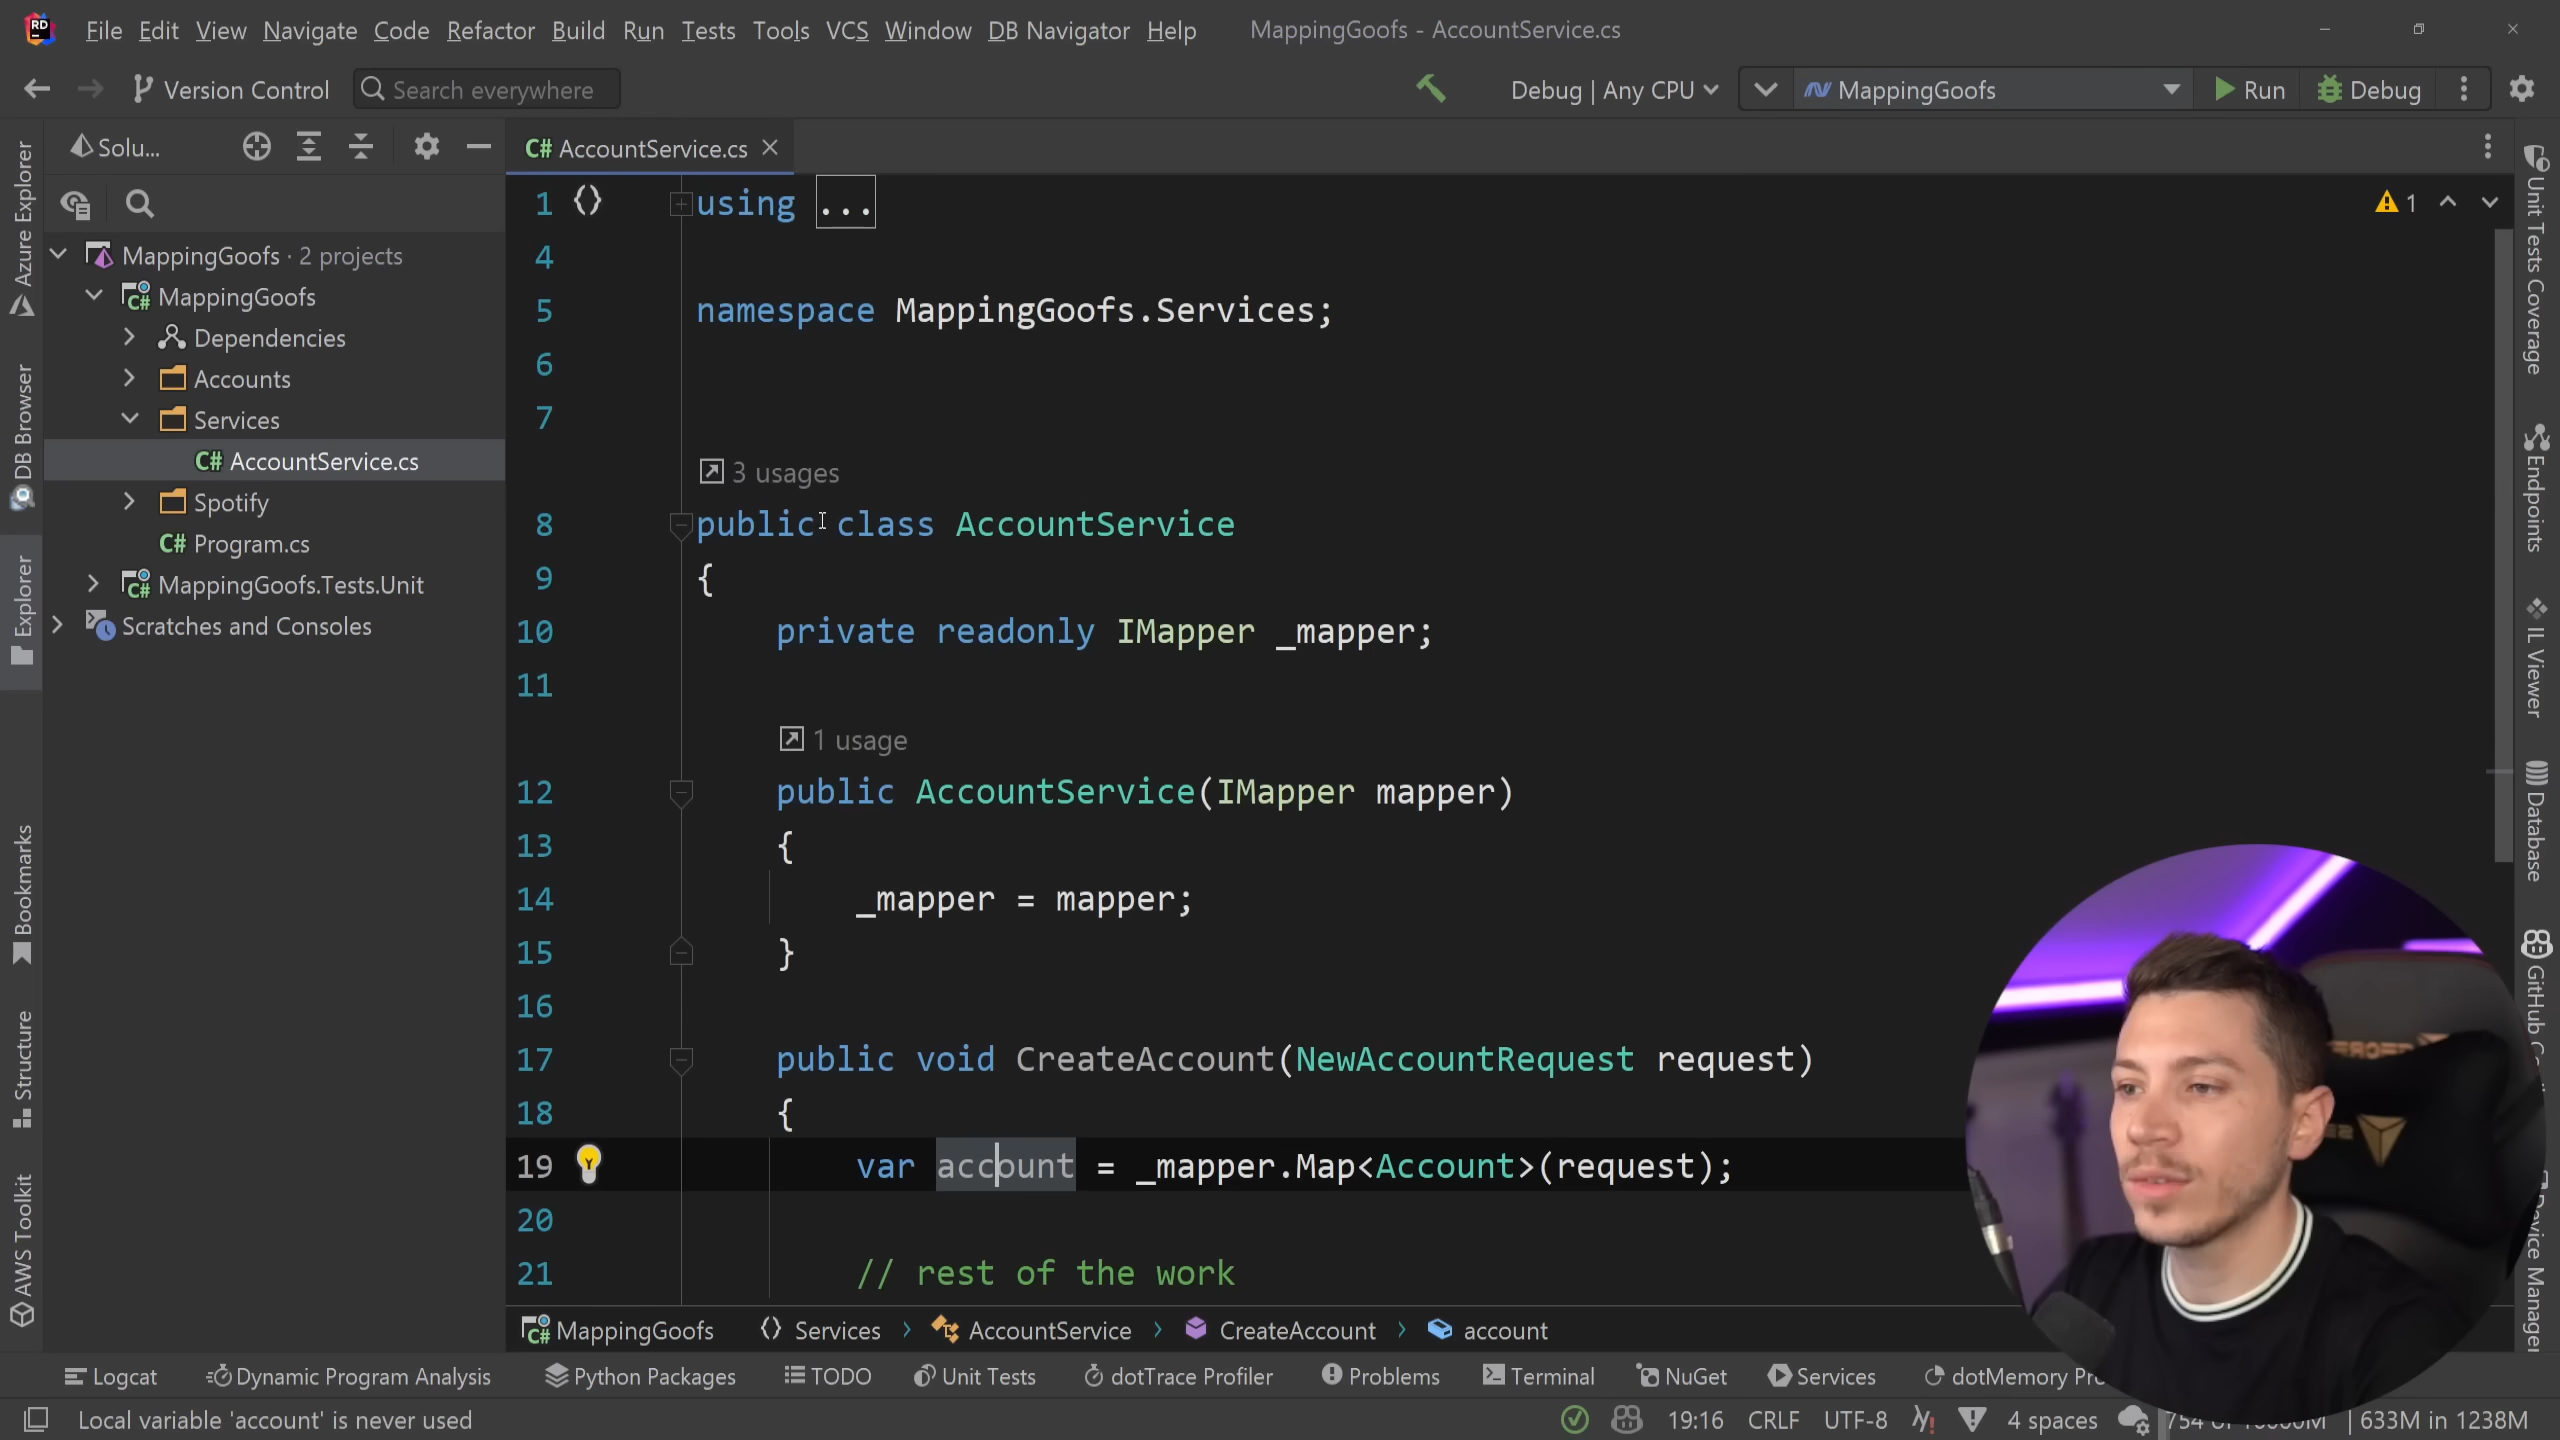 RD File Edit View Navigate Code Refactor Build Run Tests Tools VCS Window DB Navigator Help MappingGoofs - AccountService.cs
Version Control Search everywhere Debug | Any CPU MappingGoofs Run Debug
Solu... C# AccountService.cs
Azure Explorer
DB Browser
Explorer
Bookmarks
Structure
AWS Toolkit
MappingGoofs · 2 projects
C# MappingGoofs
Dependencies
Accounts
Services
C# AccountService.cs
Spotify
C# Program.cs
C# MappingGoofs.Tests.Unit
Scratches and Consoles
1 using ...
4
5 namespace MappingGoofs.Services;
6
7
3 usages
8 public class AccountService
9 {
10 private readonly IMapper _mapper;
11
1 usage
12 public AccountService(IMapper mapper)
13 {
14 _mapper = mapper;
15 }
16
17 public void CreateAccount(NewAccountRequest request)
18 {
19 var account = _mapper.Map<Account>(request);
20
21 // rest of the work
1
Unit Tests Coverage
Endpoints
IL Viewer
Database
GitHub
Device Manager
C# MappingGoofs Services AccountService CreateAccount account
Logcat Dynamic Program Analysis Python Packages TODO Unit Tests dotTrace Profiler Problems Terminal NuGet Services dotMemory
Local variable 'account' is never used 19:16 CRLF UTF-8 4 spaces 633M in 1238M